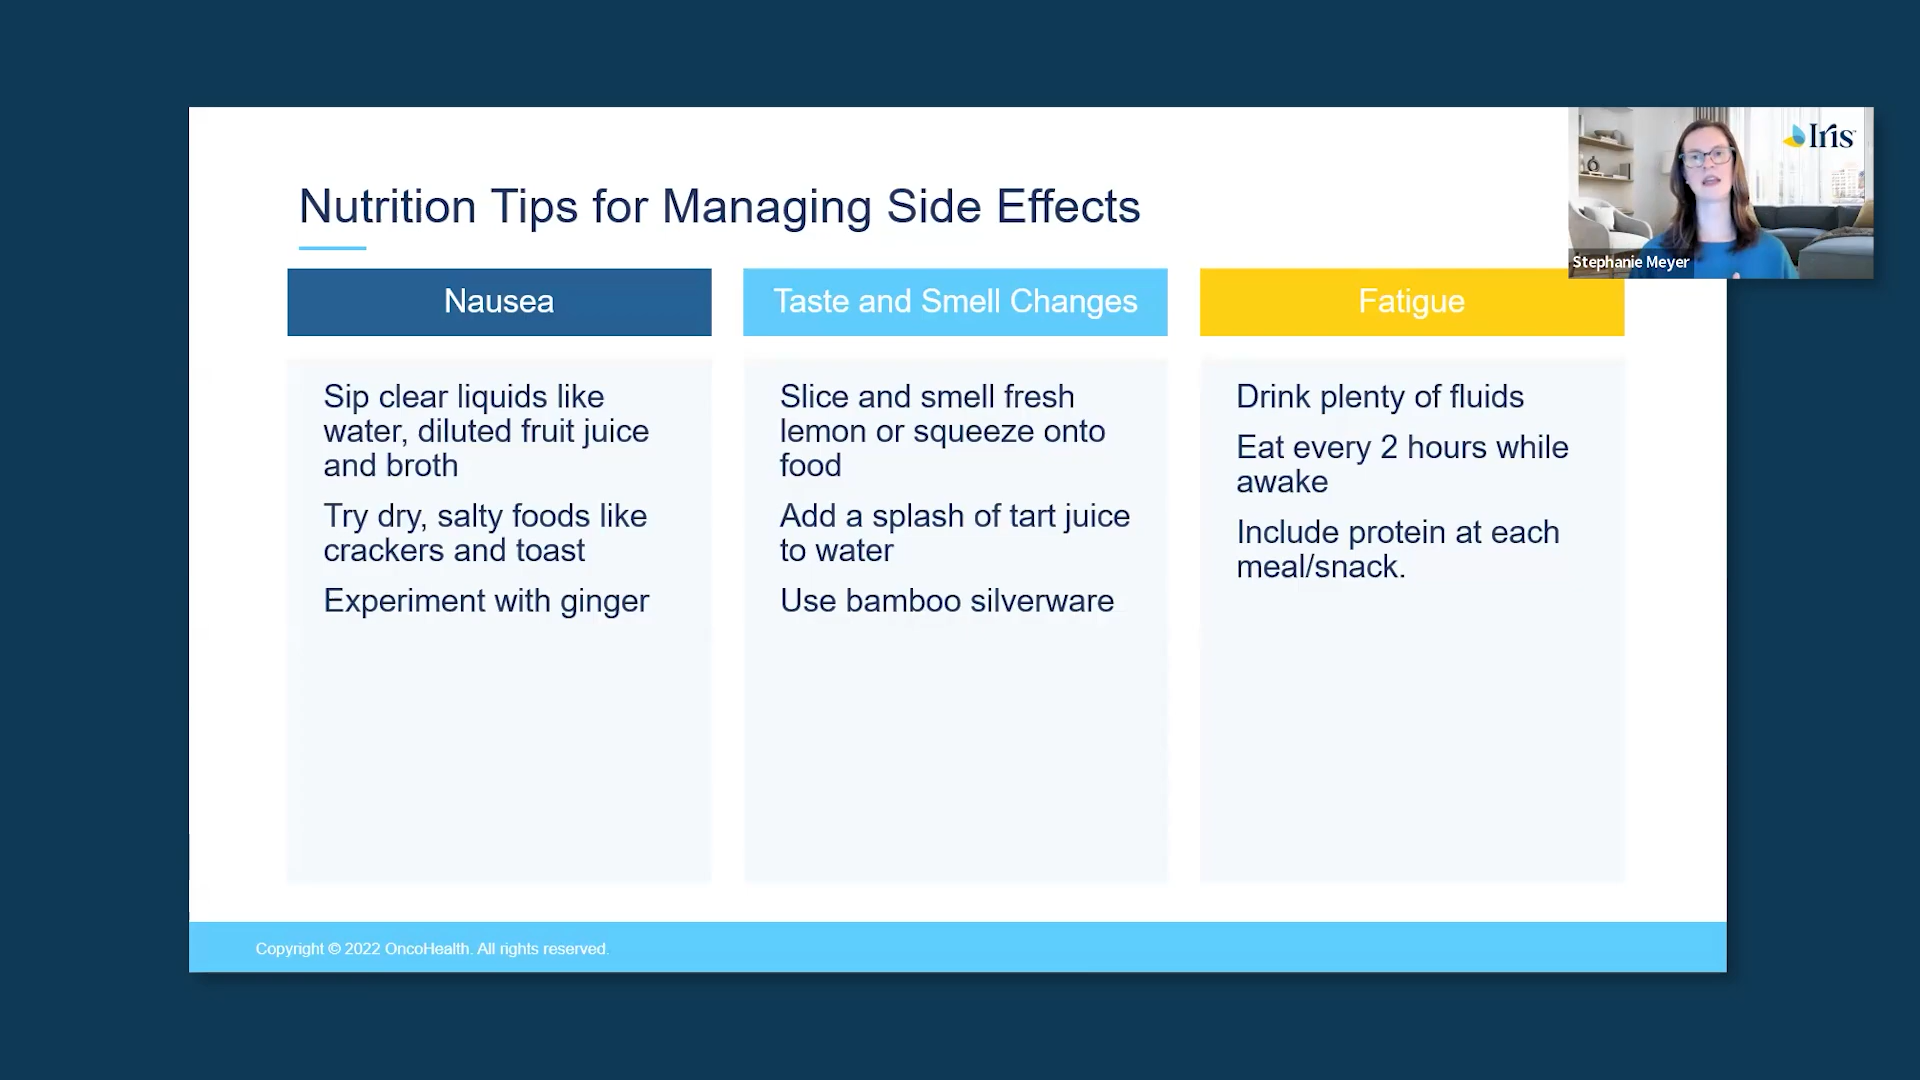 Iris
Nutrition Tips for Managing Side Effects
Stephanie Meyer
Nausea
Sip clear liquids like
water, diluted fruit juice
and broth
Try dry, salty foods like
crackers and toast
Experiment with ginger
Taste and Smell Changes
Slice and smell fresh
lemon or squeeze onto
food
Add a splash of tart juice
to water
Use bamboo silverware
Fatigue
Drink plenty of fluids
Eat every 2 hours while
awake
Include protein at each
meal/snack.
Copyright © 2022 OncoHealth. All rights reserved.